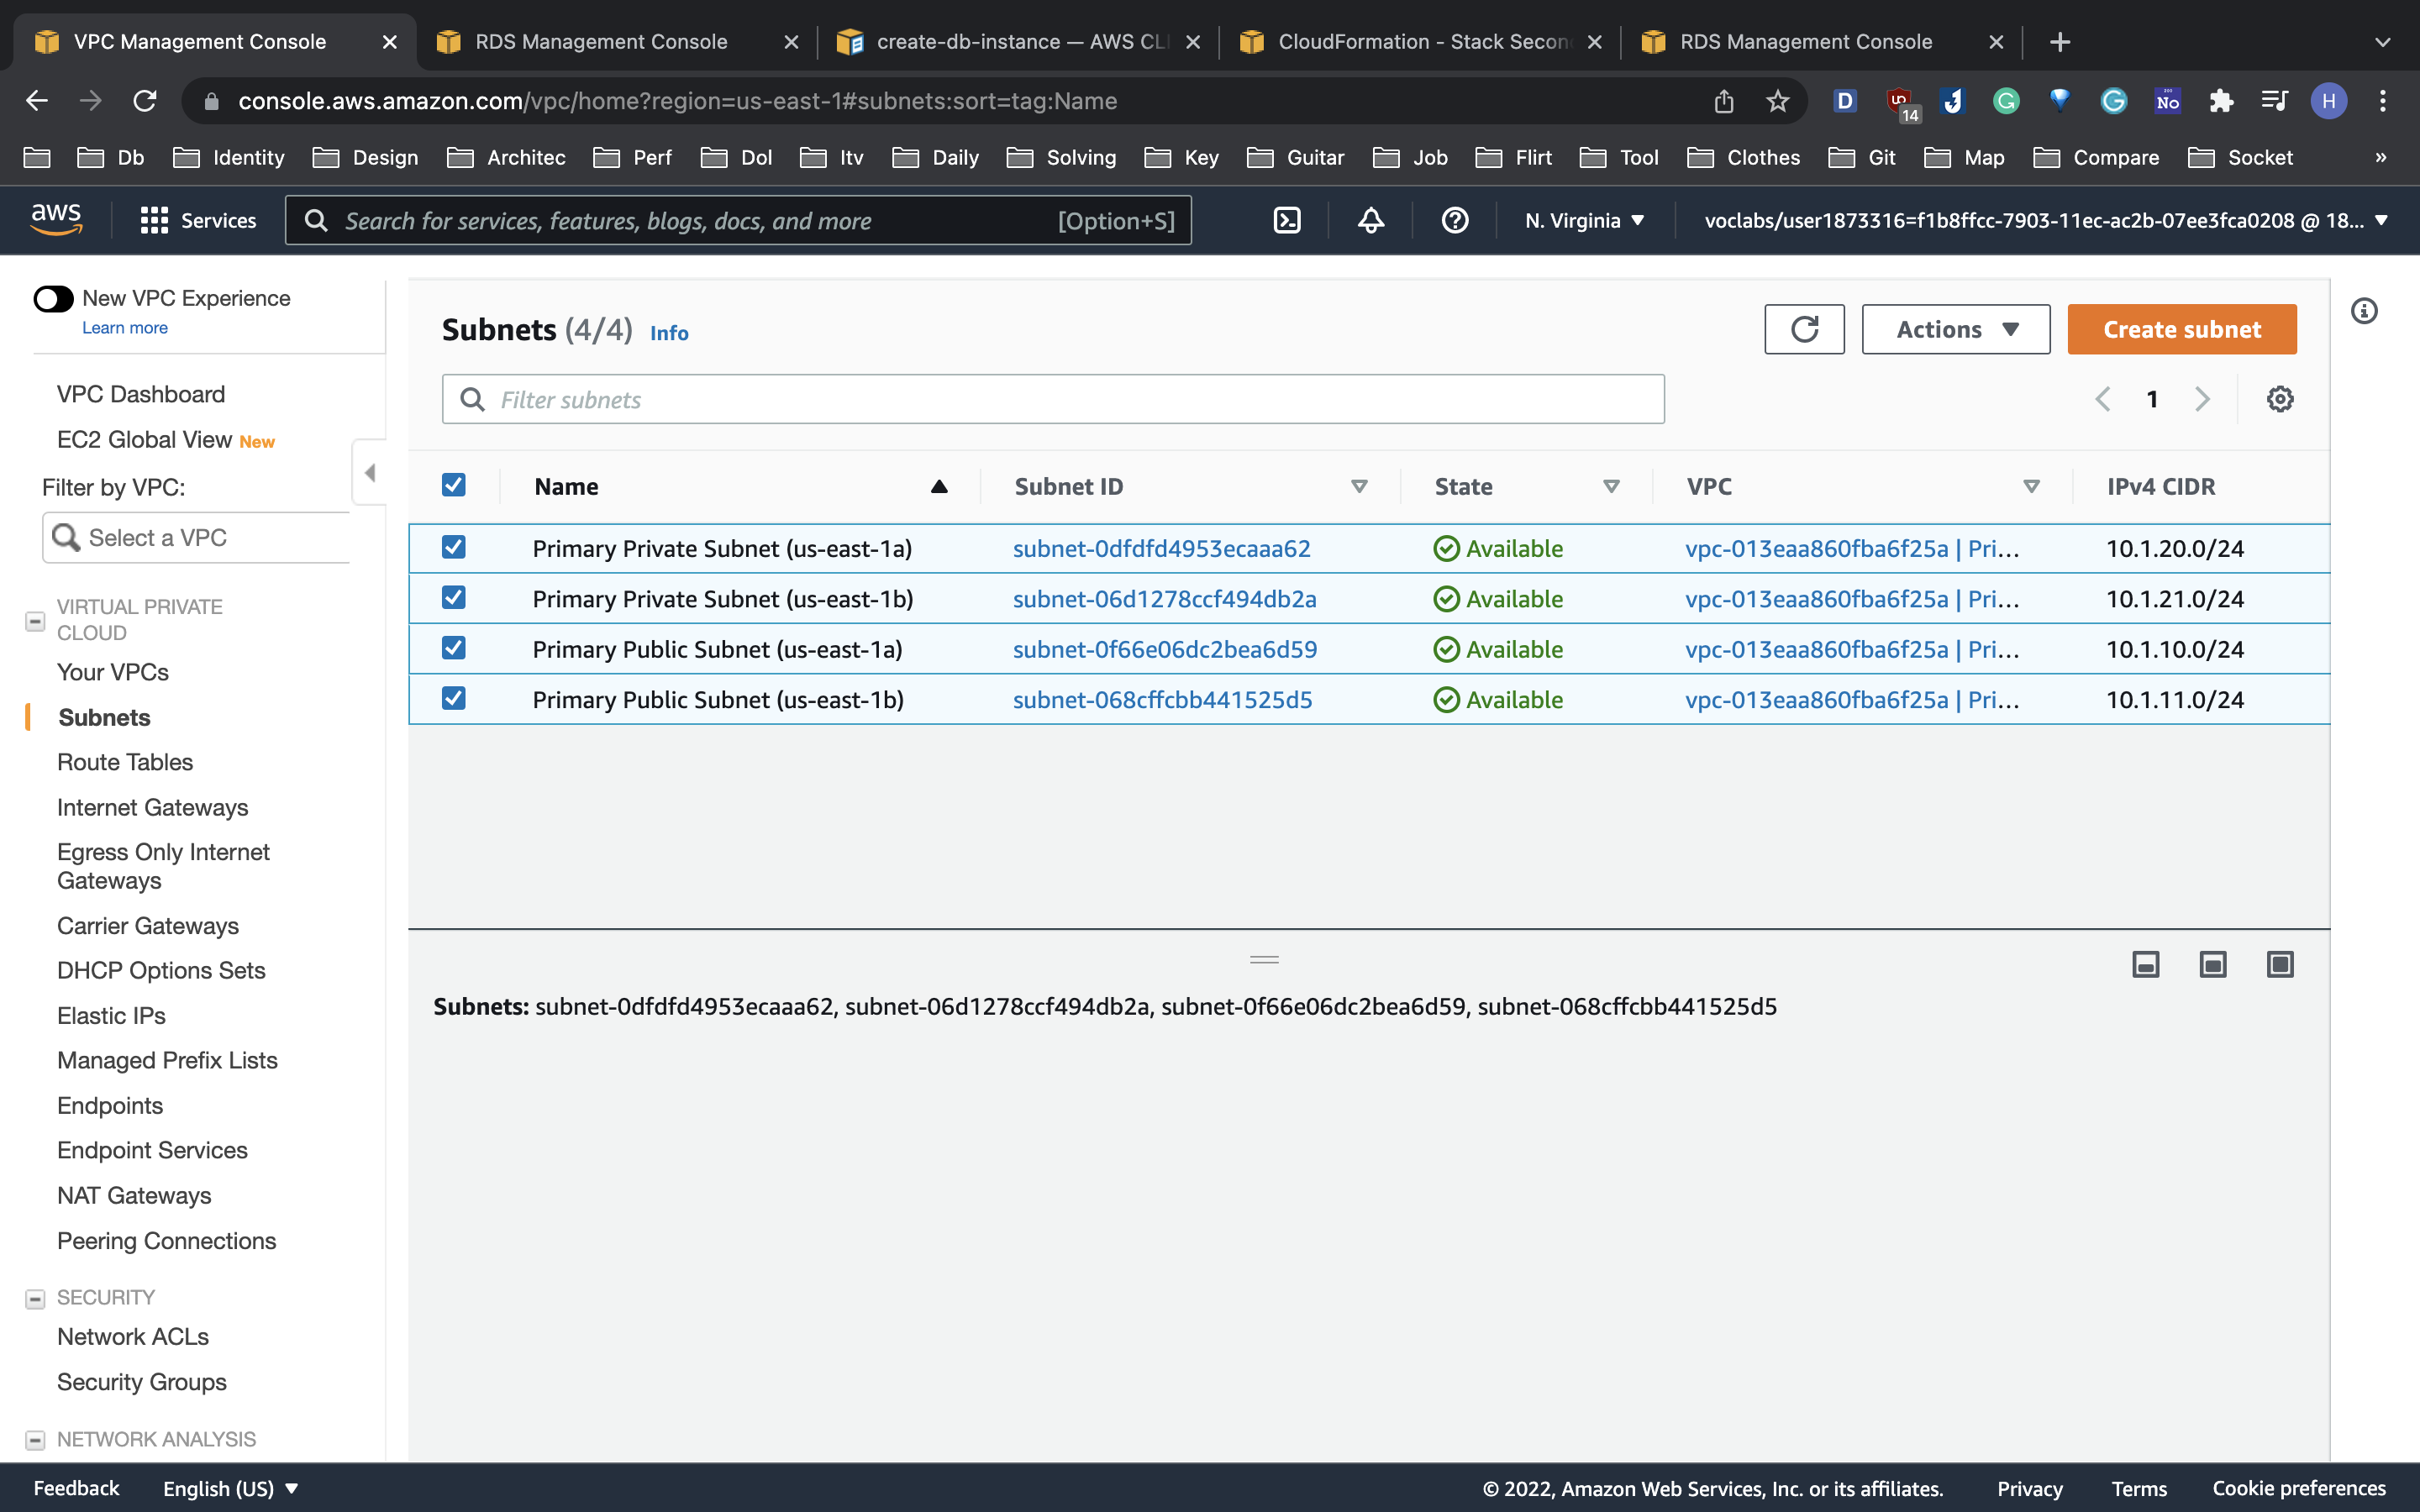 VPC Management Console
RDS Management Console
create-db-instance — AWS CLI
CloudFormation - Stack Secon
RDS Management Console
console.aws.amazon.com/vpc/home?region=us-east-1#subnets:sort=tag:Name
14
No
H
Db Identity Design Architec Perf Dol Itv Daily Solving Key Guitar Job Flirt Tool Clothes Git Map Compare Socket »
aws Services Search for services, features, blogs, docs, and more [Option+S] N. Virginia voclabs/user1873316=f1b8ffcc-7903-11ec-ac2b-07ee3fca0208 @ 18...
New VPC Experience
Learn more
VPC Dashboard
EC2 Global View New
Filter by VPC:
Select a VPC
VIRTUAL PRIVATE
CLOUD
Your VPCs
Subnets
Route Tables
Internet Gateways
Egress Only Internet
Gateways
Carrier Gateways
DHCP Options Sets
Elastic IPs
Managed Prefix Lists
Endpoints
Endpoint Services
NAT Gateways
Peering Connections
SECURITY
Network ACLs
Security Groups
NETWORK ANALYSIS
Subnets (4/4) Info
Actions
Create subnet
Filter subnets
1
Name Subnet ID State VPC IPv4 CIDR
Primary Private Subnet (us-east-1a) subnet-0dfdfd4953ecaaa62 Available vpc-013eaa860fba6f25a | Pri... 10.1.20.0/24
Primary Private Subnet (us-east-1b) subnet-06d1278ccf494db2a Available vpc-013eaa860fba6f25a | Pri... 10.1.21.0/24
Primary Public Subnet (us-east-1a) subnet-0f66e06dc2bea6d59 Available vpc-013eaa860fba6f25a | Pri... 10.1.10.0/24
Primary Public Subnet (us-east-1b) subnet-068cffcbb441525d5 Available vpc-013eaa860fba6f25a | Pri... 10.1.11.0/24
Subnets: subnet-0dfdfd4953ecaaa62, subnet-06d1278ccf494db2a, subnet-0f66e06dc2bea6d59, subnet-068cffcbb441525d5
Feedback English (US) © 2022, Amazon Web Services, Inc. or its affiliates. Privacy Terms Cookie preferences